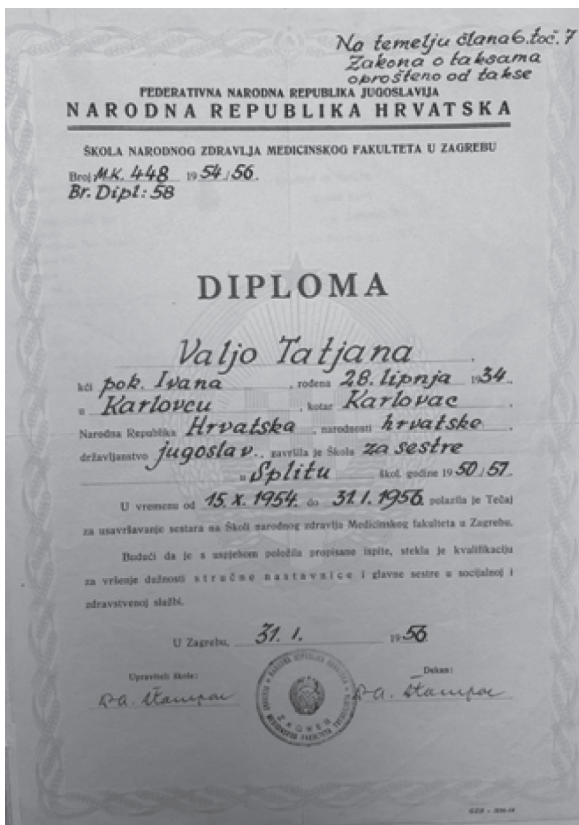 Na temelju člana 6. toč. 7
Zakona o taksama
oprošteno od takse
FEDERATIVNA NARODNA REPUBLIKA JUGOSLAVIJA
NARODNA REPUBLIKA HRVATSKA
ŠKOLA NARODNOG ZDRAVLJA MEDICINSKOG FAKULTETA U ZAGREBU
Broj M.K. 448 1954/56.
Br. Dipl: 58
DIPLOMA
Valjo Tatjana
kći pok. Ivana, rođena 28. lipnja 1934.,
u Karlovcu, kotar Karlovac,
Narodna Republika Hrvatska, narodnosti hrvatske,
državljanstvo jugoslav., završila je Škola za sestre
u Splitu škol. godine 1950/57.
U vremenu od 15. X. 1954. do 31. I. 1956. polazila je Tečaj
za usavršavanje sestara na Školi narodnog zdravlja Medicinskog fakulteta u Zagrebu.
Budući da je s uspjehom položila propisane ispite, stekla je kvalifikaciju
za vršenje dužnosti stručne nastavnice i glavne sestre u socijalnoj i
zdravstvenoj službi.
U Zagrebu, 31. I. 1956
Upravitelj škole: Dekan:
A. Štampar A. Štampar
ZAGREB